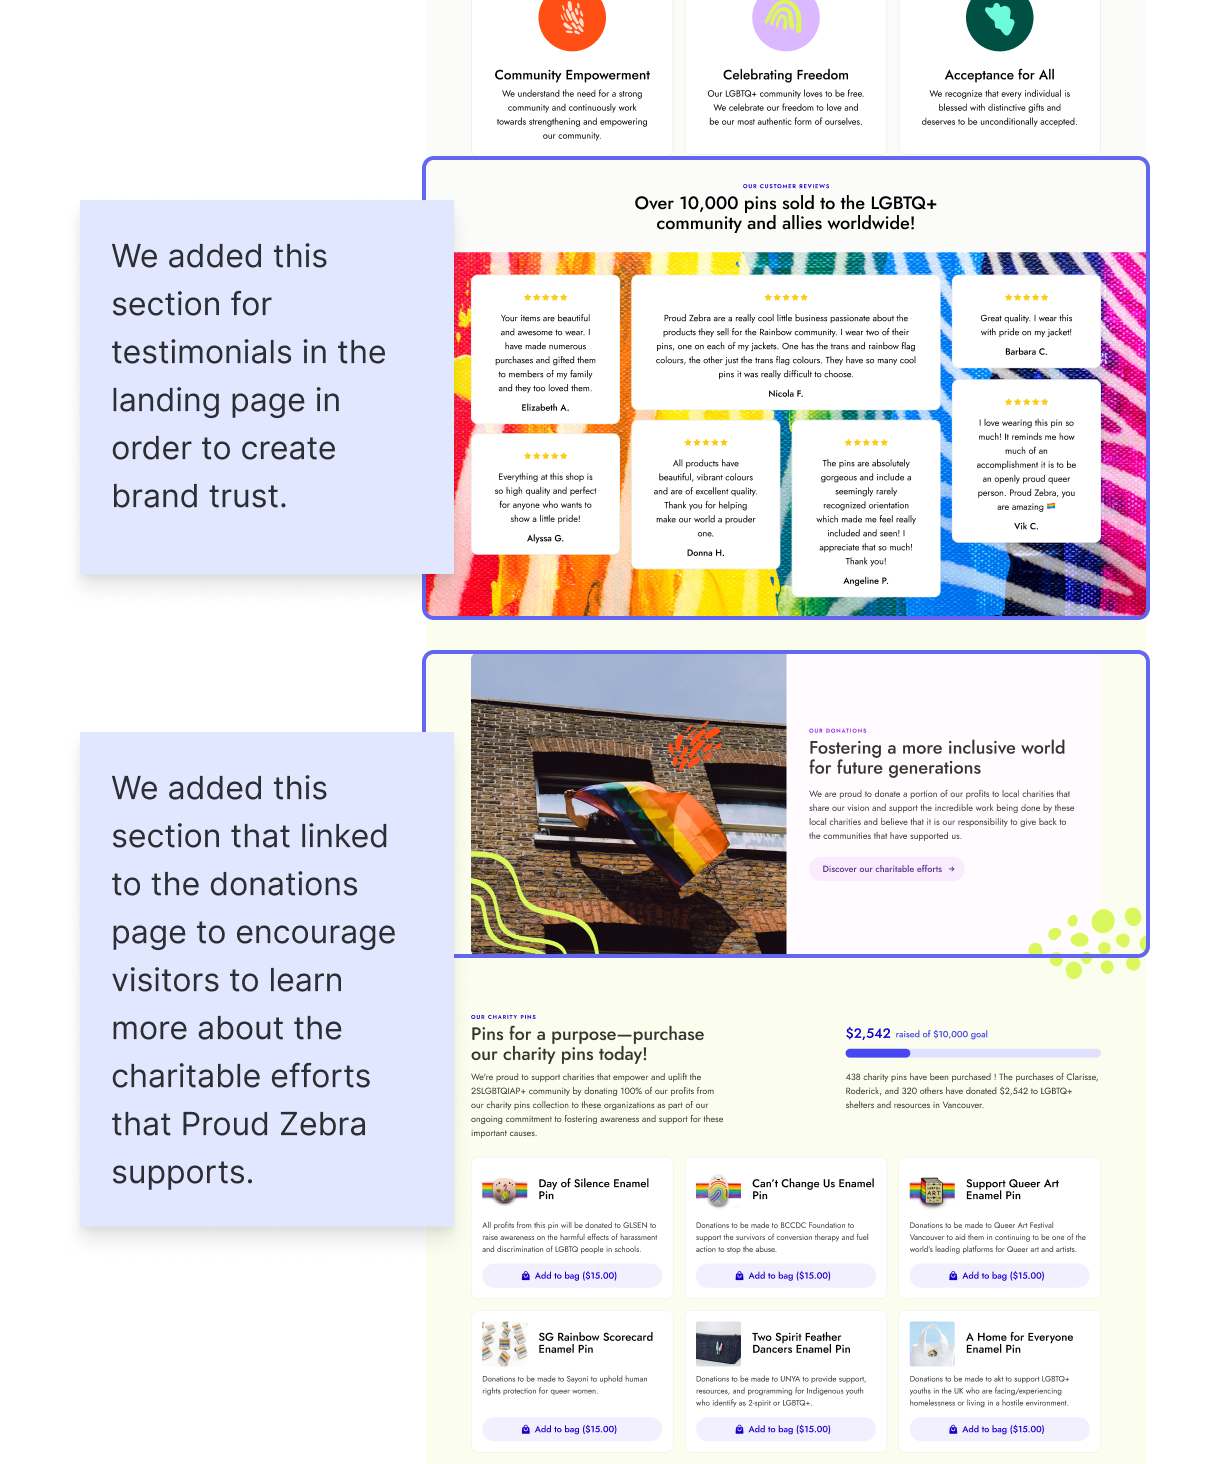 Community Empowerment
We understand the need for a strong
community and continuously work
towards strengthening and empowering
our community.
Celebrating Freedom
Our LGBTQ+ community loves to be free.
We celebrate our freedom to love and
be our most authentic form of ourselves.
Acceptance for All
We recognize that every individual is
blessed with distinctive gifts and
deserves to be unconditionally accepted.
We added this
section for
testimonials in the
landing page in
order to create
brand trust.
OUR CUSTOMER REVIEWS
Over 10,000 pins sold to the LGBTQ+
community and allies worldwide!
Your items are beautiful
and awesome to wear. I
have made numerous
purchases and gifted them
to members of my family
and they too loved them.
Elizabeth A.
Everything at this shop is
so high quality and perfect
for anyone who wants to
show a little pride!
Alyssa G.
Proud Zebra are a really cool little business passionate about the
products they sell for the Rainbow community. I wear two of their
pins, one on each of my jackets. One has the trans and rainbow flag
colours, the other just the trans flag colours. They have so many cool
pins it was really difficult to choose.
Nicola F.
All products have
beautiful, vibrant colours
and are of excellent quality.
Thank you for helping
make our world a prouder
one.
Donna H.
The pins are absolutely
gorgeous and include a
seemingly rarely
recognized orientation
which made me feel really
included and seen! I
appreciate that so much!
Thank you!
Angeline P.
Great quality. I wear this
with pride on my jacket!
Barbara C.
I love wearing this pin so
much! It reminds me how
much of an
accomplishment it is to be
an openly proud queer
person. Proud Zebra, you
are amazing
Vik C.
We added this
section that linked
to the donations
page to encourage
visitors to learn
more about the
charitable efforts
that Proud Zebra
supports.
OUR DONATIONS
Fostering a more inclusive world
for future generations
We are proud to donate a portion of our profits to local charities that
share our vision and support the incredible work being done by these
local charities and believe that it is our responsibility to give back to
the communities that have supported us.
Discover our charitable efforts →
OUR CHARITY PINS
Pins for a purpose—purchase
our charity pins today!
We're proud to support charities that empower and uplift the
2SLGBTQIAP+ community by donating 100% of our profits from
our charity pins collection to these organizations as part of our
ongoing commitment to fostering awareness and support for these
important causes.
$2,542 raised of $10,000 goal
438 charity pins have been purchased ! The purchases of Clarisse,
Roderick, and 320 others have donated $2,542 to LGBTQ+
shelters and resources in Vancouver.
Day of Silence Enamel
Pin
All profits from this pin will be donated to GLSEN to
raise awareness on the harmful effects of harassment
and discrimination of LGBTQ people in schools.
Add to bag ($15.00)
Can't Change Us Enamel
Pin
Donations to be made to BCCDC Foundation to
support the survivors of conversion therapy and fuel
action to stop the abuse.
Add to bag ($15.00)
Support Queer Art
Enamel Pin
ART
Donations to be made to Queer Art Festival
Vancouver to aid them in continuing to be one of the
world's leading platforms for Queer art and artists.
Add to bag ($15.00)
SG Rainbow Scorecard
Enamel Pin
Donations to be made to Sayoni to uphold human
rights protection for queer women.
Add to bag ($15.00)
Two Spirit Feather
Dancers Enamel Pin
Donations to be made to UNYA to provide support,
resources, and programming for Indigenous youth
who identify as 2-spirit or LGBTQ+.
Add to bag ($15.00)
A Home for Everyone
Enamel Pin
Donations to be made to akt to support LGBTQ+
youths in the UK who are facing/experiencing
homelessness or living in a hostile environment.
Add to bag ($15.00)